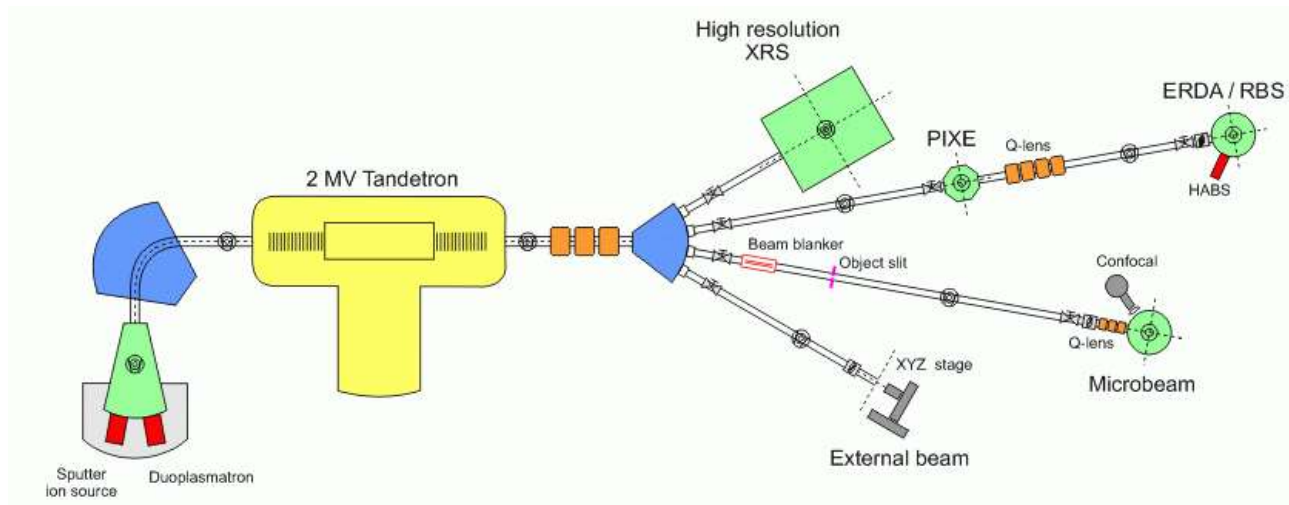 High resolution
XRS
ERDA / RBS
PIXE
Q-lens
HABS
2 MV Tandetron
Beam blanker
Object slit
Confocal
Q-lens
XYZ stage
Microbeam
External beam
Sputter
ion source
Duoplasmatron